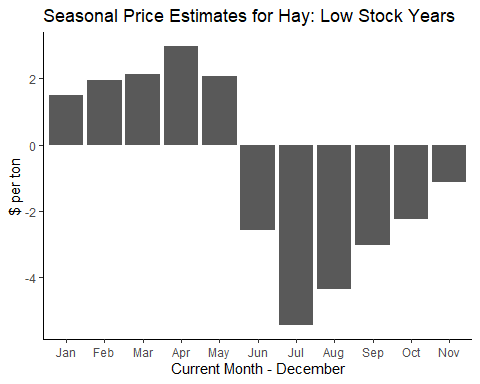 Seasonal Price Estimates for Hay: Low Stock Years
$ per ton
2
0
-2
-4
Jan Feb Mar Apr May Jun Jul Aug Sep Oct Nov
Current Month - December